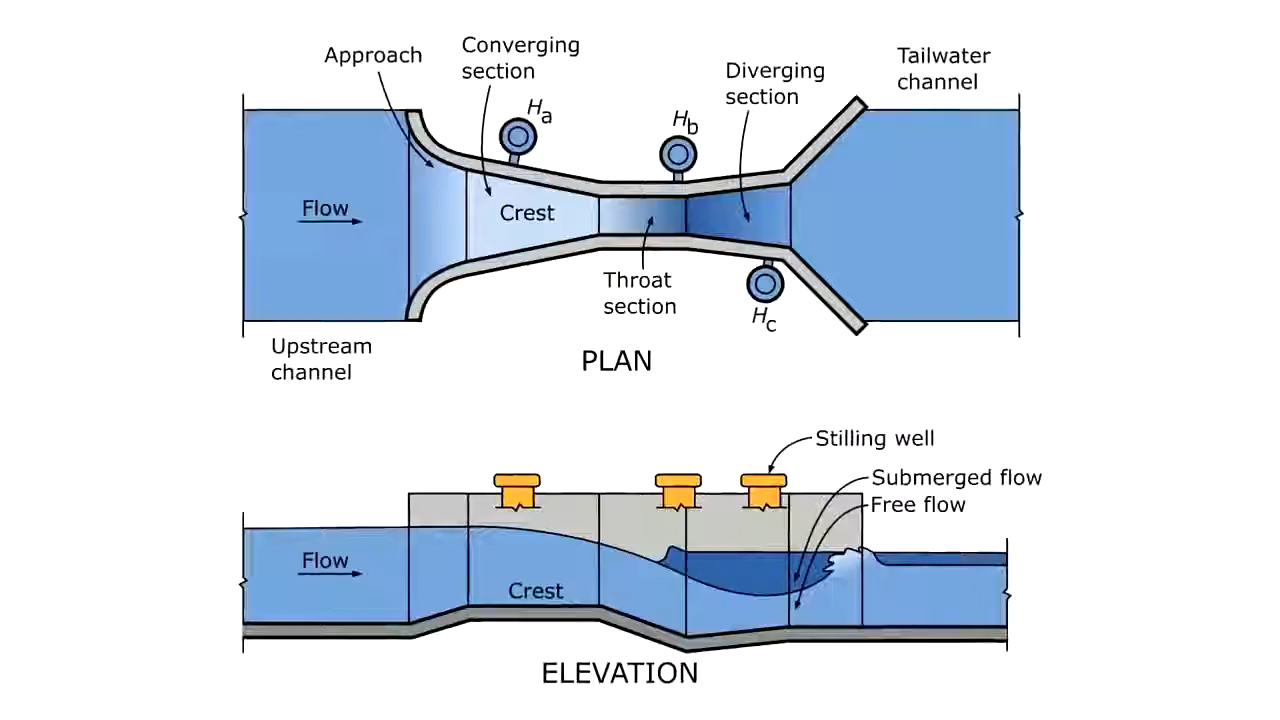 Approach
Converging
section
Ha
Hb
Diverging
section
Tailwater
channel
Flow
Crest
Throat
section
Hc
Upstream
channel
PLAN
Stilling well
Submerged flow
Free flow
Flow
Crest
ELEVATION